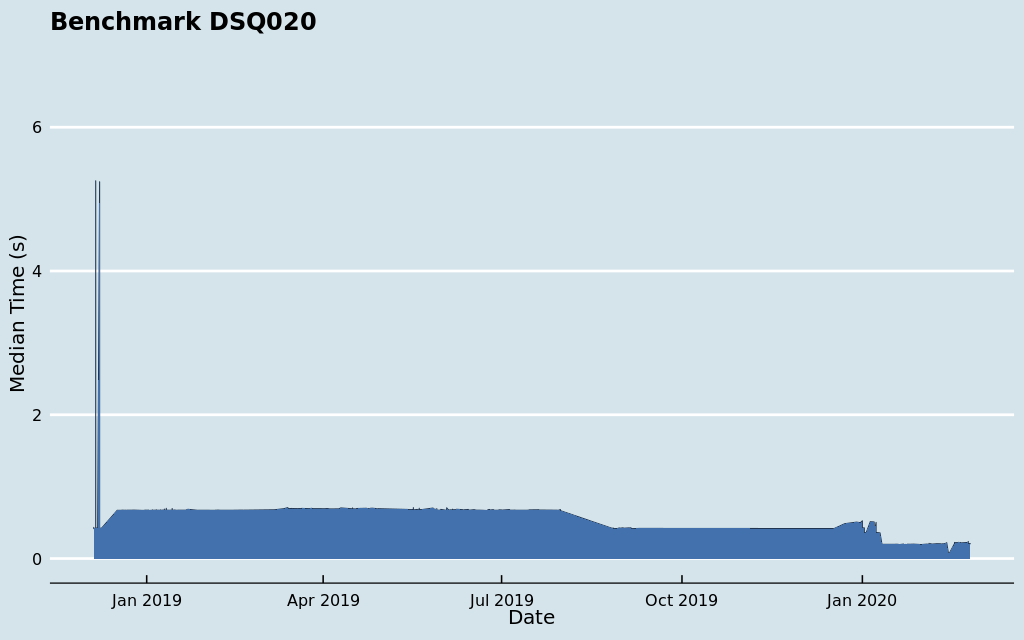 Benchmark DSQ020
Median Time (s)
6
4
2
0
Jan 2019
Apr 2019
Jul 2019
Oct 2019
Jan 2020
Date